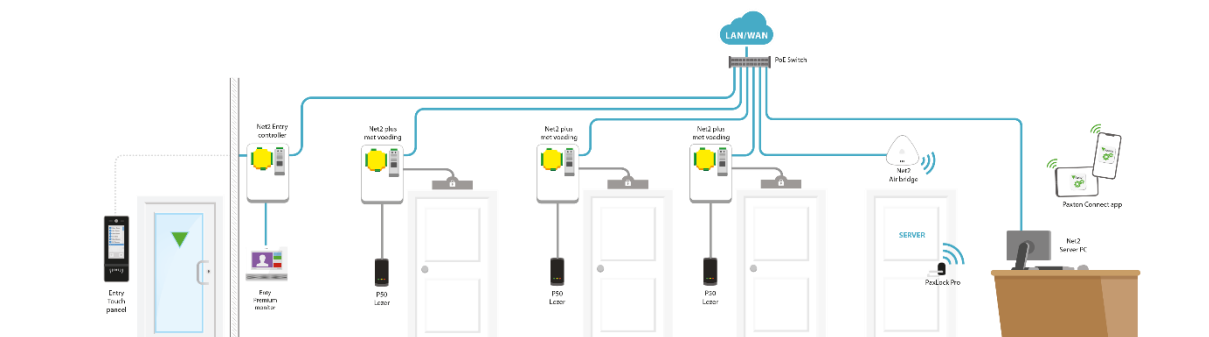 LAN/WAN
PoE Switch
Net2 Entry
controller
Net2 plus
met voeding
Net2 plus
met voeding
Net2 plus
met voeding
Net2
Airbridge
Paxton Connect app
SERVER
Net2
Server PC
PaxLock Pro
Entry
Touch
paneel
Entry
Premium
monitor
P50
Lezer
P50
Lezer
P50
Lezer